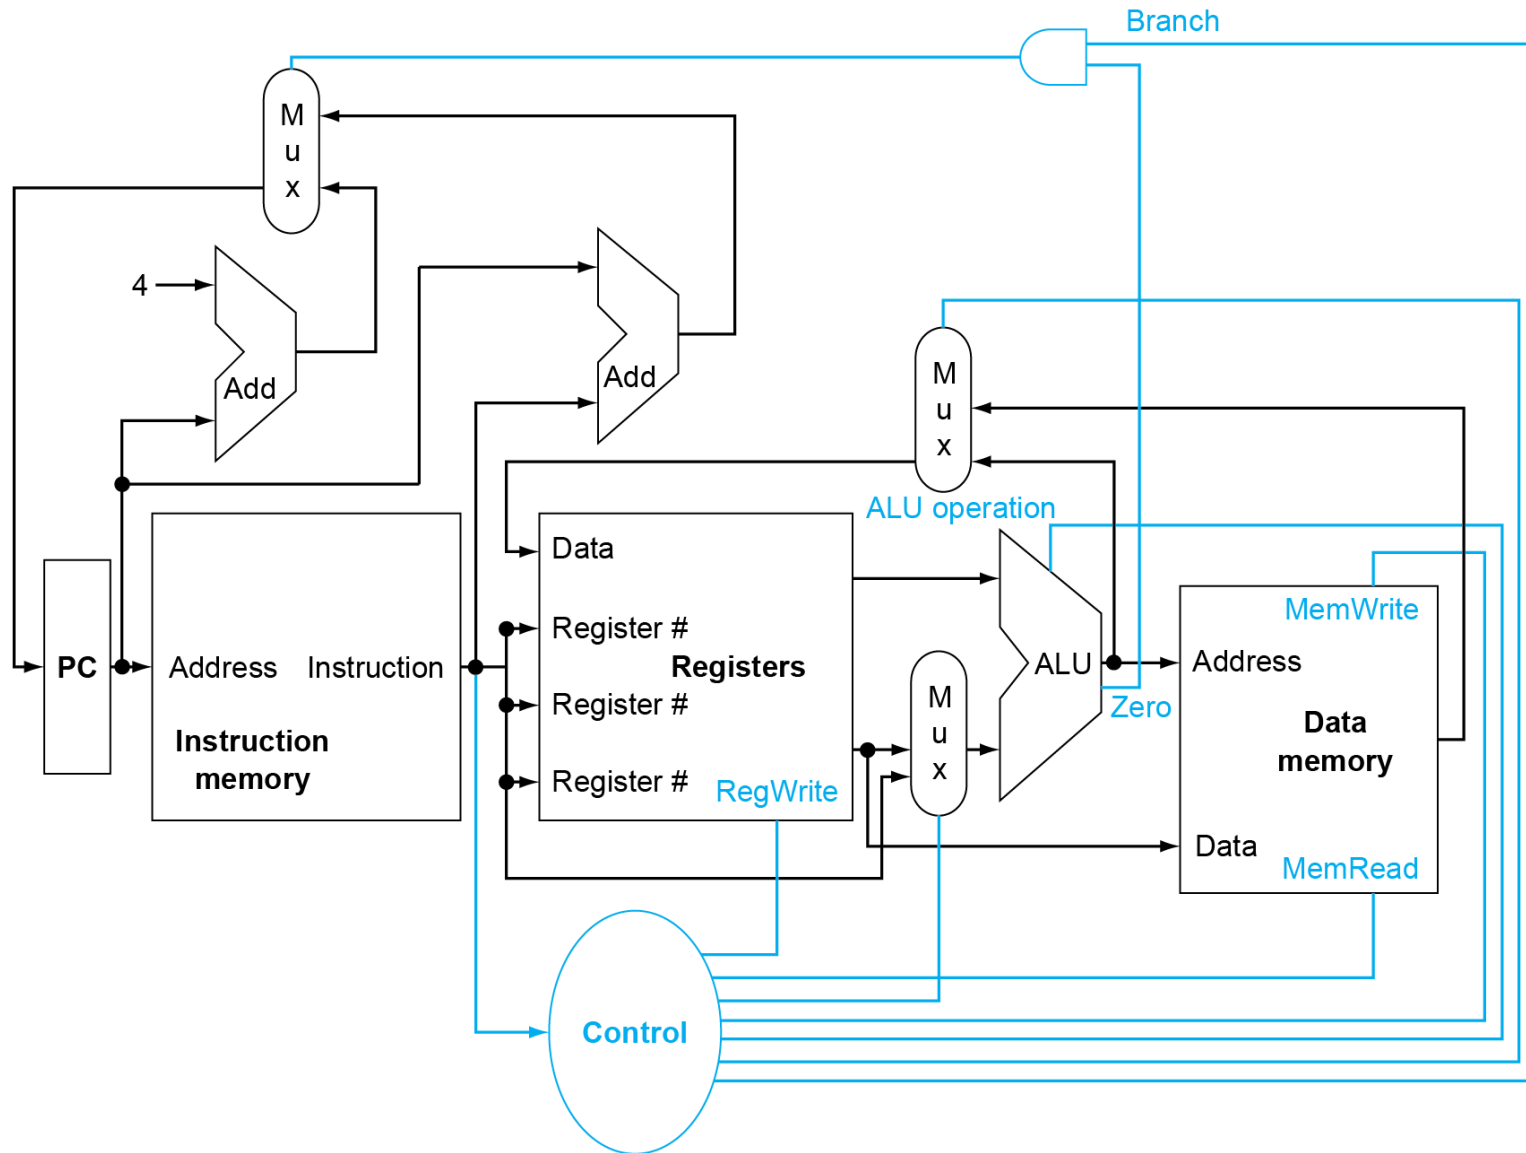 Branch
M
u
x
4
Add
Add
M
u
x
ALU operation
Data
MemWrite
Register #
PC
Address
Instruction
Registers
ALU
Address
M
u
x
Register #
Zero
Instruction
memory
Data
memory
Register #
RegWrite
Data
MemRead
Control